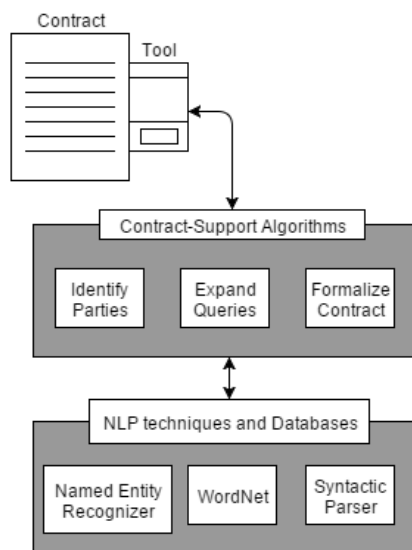 Contract
Tool
Contract-Support Algorithms
Identify
Parties
Expand
Queries
Formalize
Contract
NLP techniques and Databases
Named Entity
Recognizer
WordNet
Syntactic
Parser